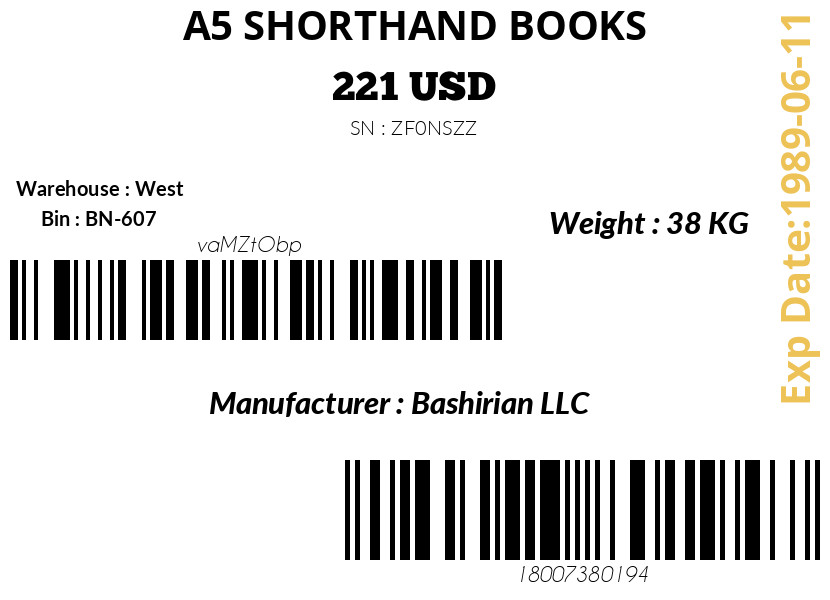 A5 SHORTHAND BOOKS
221 USD
SN : ZF0NSZZ
Exp Date:1989-06-11
Warehouse : West
Bin : BN-607
Weight : 38 KG
vaMZtObp
Manufacturer : Bashirian LLC
18007380194